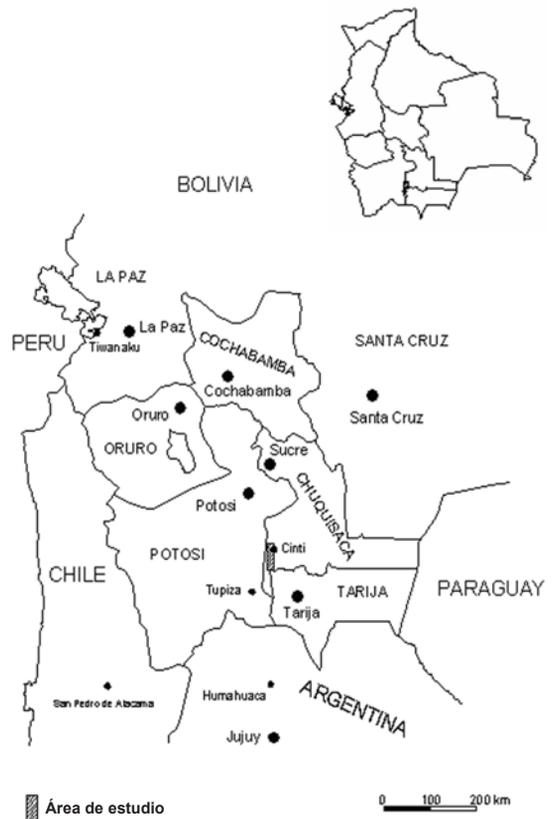 BOLIVIA
LA PAZ
La Paz
PERU
Tiwanaku
COCHABAMBA
Cochabamba
SANTA CRUZ
Santa Cruz
Oruro
ORURO
Sucre
CHUQUISACA
Potosi
Cinti
POTOSI
CHILE
Tupiza
TARIJA
Tarija
PARAGUAY
San Pedro de Atacama
Humahuaca
ARGENTINA
Jujuy
Área de estudio
0 100 200 km